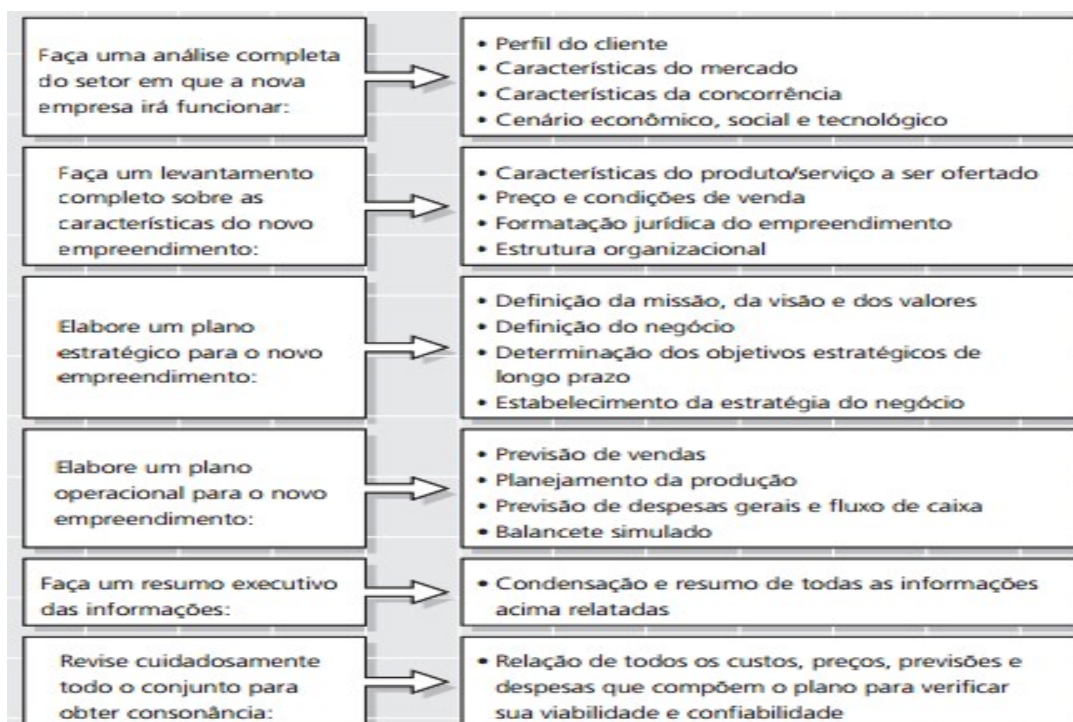 Faça uma análise completa
do setor em que a nova
empresa irá funcionar:
• Perfil do cliente
• Características do mercado
• Características da concorrência
• Cenário econômico, social e tecnológico
Faça um levantamento
completo sobre as
características do novo
empreendimento:
• Características do produto/serviço a ser ofertado
• Preço e condições de venda
• Formatação jurídica do empreendimento
• Estrutura organizacional
Elabore um plano
estratégico para o novo
empreendimento:
• Definição da missão, da visão e dos valores
• Definição do negócio
• Determinação dos objetivos estratégicos de
longo prazo
• Estabelecimento da estratégia do negócio
Elabore um plano
operacional para o novo
empreendimento:
• Previsão de vendas
• Planejamento da produção
• Previsão de despesas gerais e fluxo de caixa
• Balancete simulado
Faça um resumo executivo
das informações:
• Condensação e resumo de todas as informações
acima relatadas
Revise cuidadosamente
todo o conjunto para
obter consonância:
• Relação de todos os custos, preços, previsões e
despesas que compõem o plano para verificar
sua viabilidade e confiabilidade